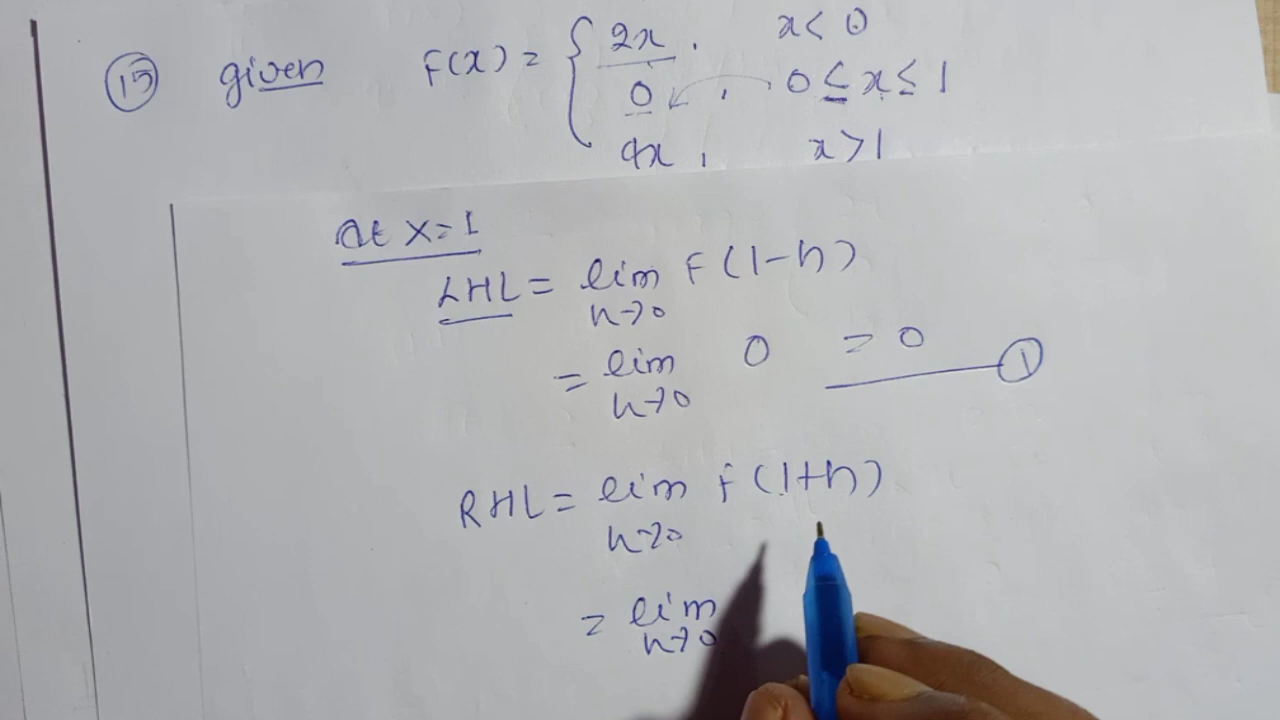 (15) given F(x) = { 2x, x < 0
0, 0 ≤ x ≤ 1
4x, x > 1
At x = 1
LHL = lim F(1-h)
h→0
= lim 0 = 0 (1)
h→0
RHL = lim f(1+h)
h→0
= lim
h→0